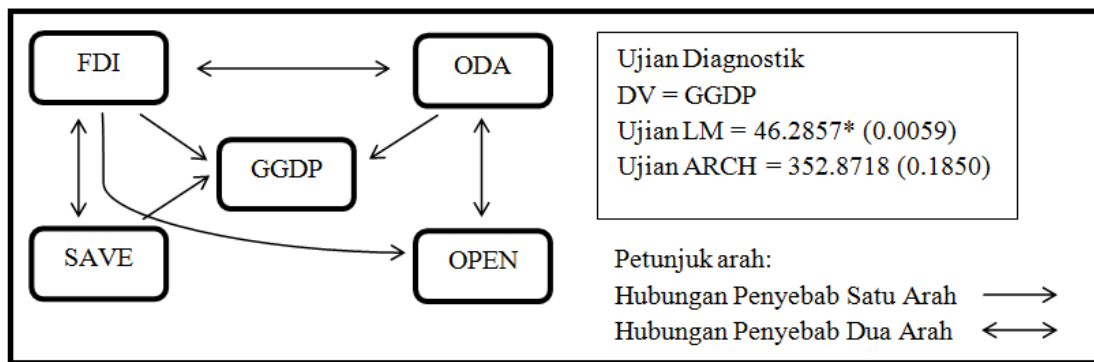 FDI
ODA
GGDP
SAVE
OPEN
Ujian Diagnostik
DV = GGDP
Ujian LM = 46.2857* (0.0059)
Ujian ARCH = 352.8718 (0.1850)
Petunjuk arah:
Hubungan Penyebab Satu Arah
Hubungan Penyebab Dua Arah